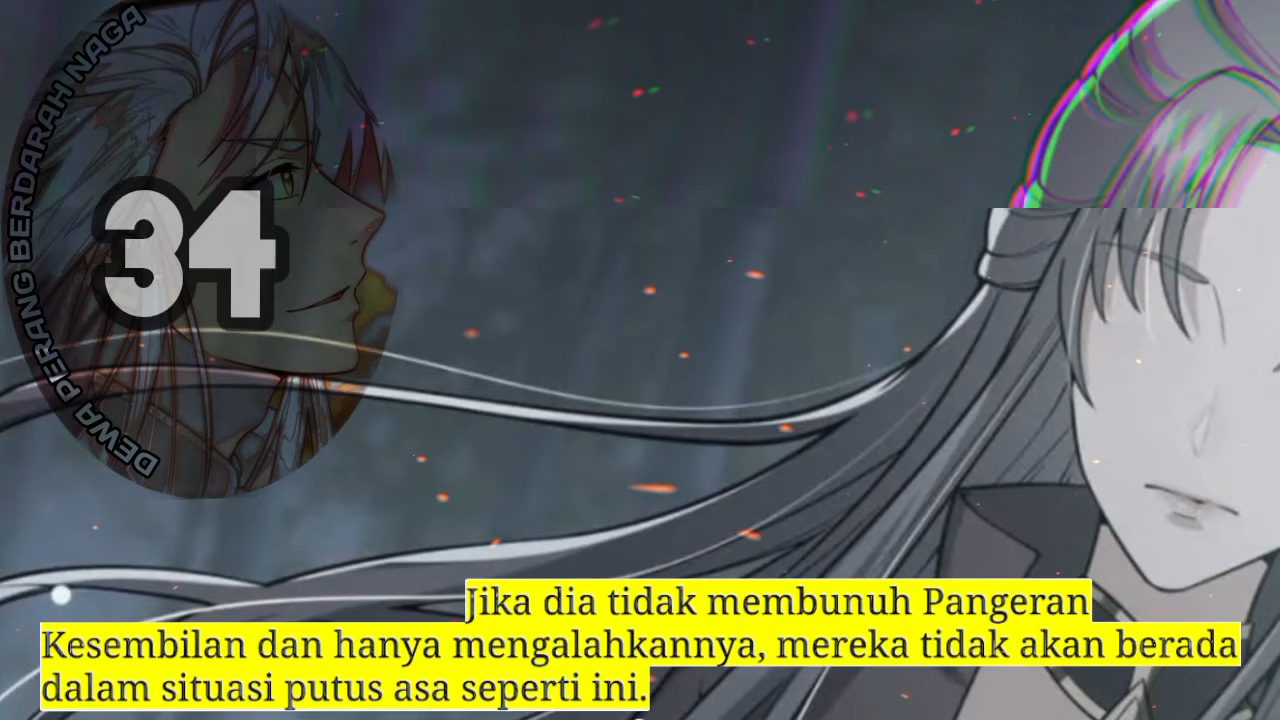 DEWA PERANG BERDARAH NAGA
34
Jika dia tidak membunuh Pangeran
Kesembilan dan hanya mengalahkannya, mereka tidak akan berada
dalam situasi putus asa seperti ini.